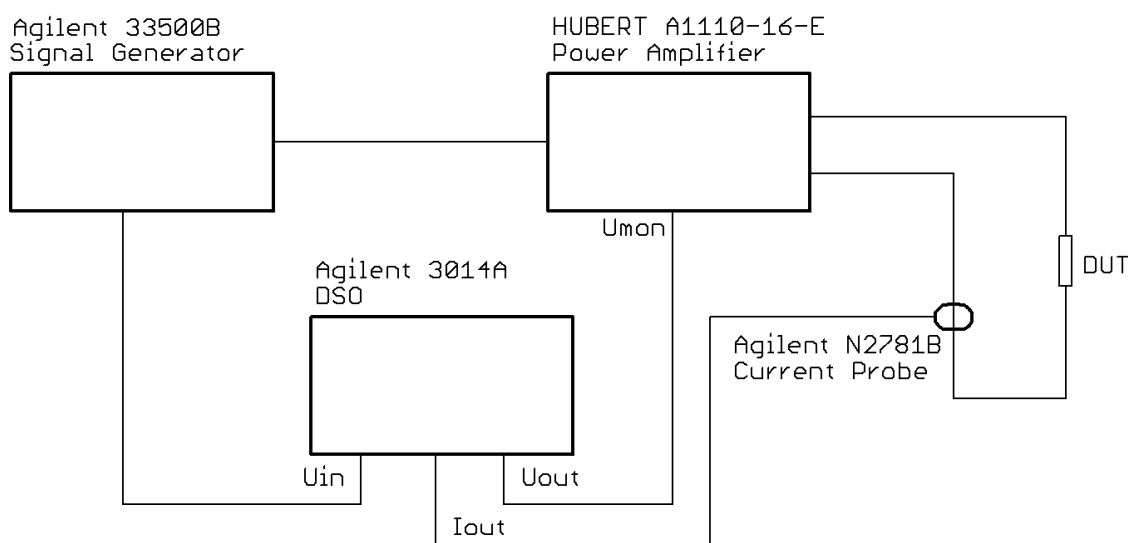 Agilent 33500B
Signal Generator
HUBERT A1110-16-E
Power Amplifier
Umon
Agilent 3014A
DSO
DUT
Agilent N2781B
Current Probe
Uin
Uout
Iout